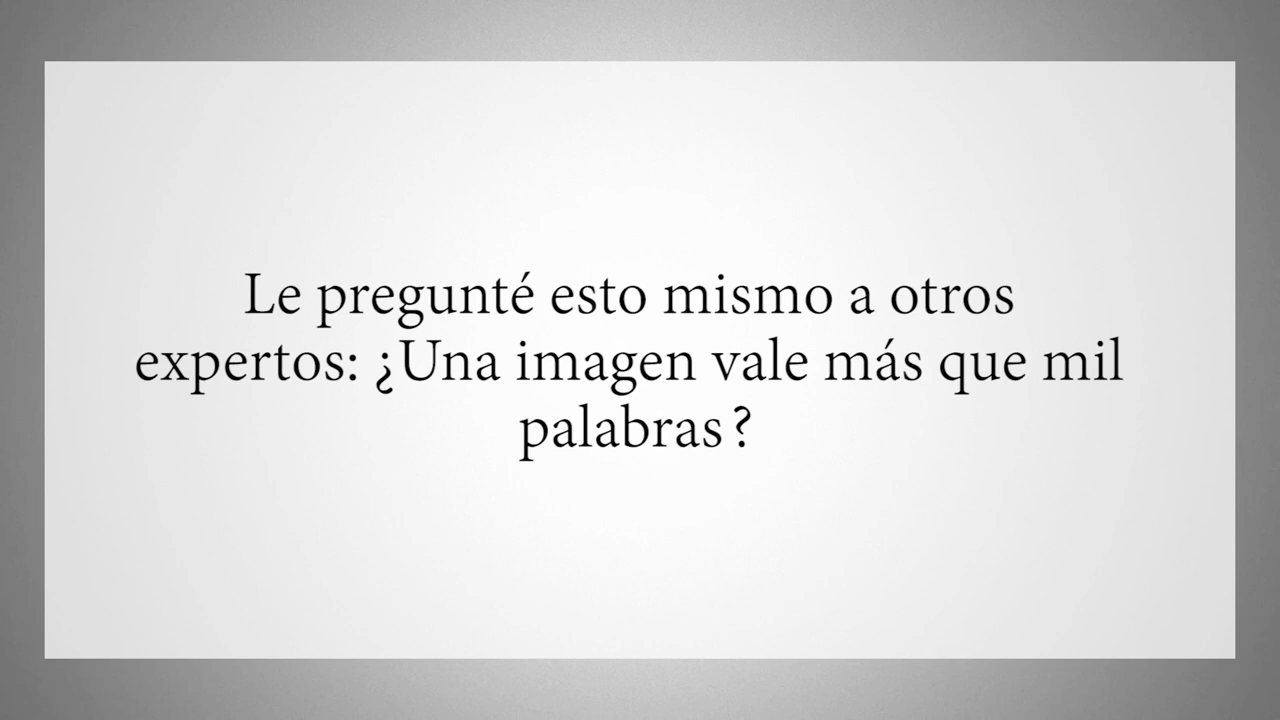 Le pregunté esto mismo a otros
expertos: ¿Una imagen vale más que mil
palabras?